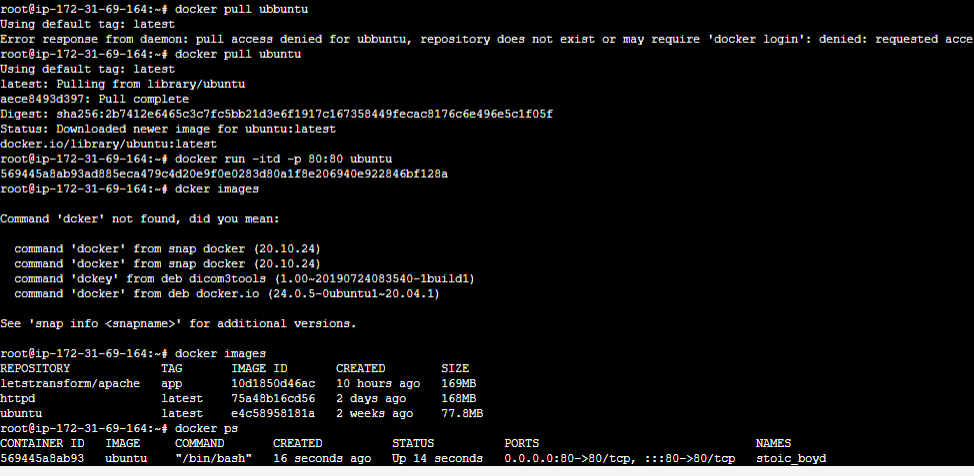 root@ip-172-31-69-164:~# docker pull ubbuntu
Using default tag: latest
Error response from daemon: pull access denied for ubbuntu, repository does not exist or may require 'docker login': denied: requested acce
root@ip-172-31-69-164:~# docker pull ubuntu
Using default tag: latest
latest: Pulling from library/ubuntu
aece8493d397: Pull complete
Digest: sha256:2b7412e6465c3c7fc5bb21d3e6f1917c167358449fecac8176c6e496e5c1f05f
Status: Downloaded newer image for ubuntu:latest
docker.io/library/ubuntu:latest
root@ip-172-31-69-164:~# docker run -itd -p 80:80 ubuntu
569445a8ab93ad885eca479c4d20e9f0e0283d80a1f8e206940e922846bf128a
root@ip-172-31-69-164:~# dcker images
Command 'dcker' not found, did you mean:
command 'docker' from snap docker (20.10.24)
command 'docker' from snap docker (20.10.24)
command 'dckey' from deb dicom3tools (1.00~20190724083540-1build1)
command 'docker' from deb docker.io (24.0.5-0ubuntu1~20.04.1)
See 'snap info <snapname>' for additional versions.
root@ip-172-31-69-164:~# docker images
REPOSITORY TAG IMAGE ID CREATED SIZE
letstransform/apache app 10d1850d46ac 10 hours ago 169MB
httpd latest 75a48b16cd56 2 days ago 168MB
ubuntu latest e4c58958181a 2 weeks ago 77.8MB
root@ip-172-31-69-164:~# docker ps
CONTAINER ID IMAGE COMMAND CREATED STATUS PORTS NAMES
569445a8ab93 ubuntu "/bin/bash" 16 seconds ago Up 14 seconds 0.0.0.0:80->80/tcp, :::80->80/tcp stoic_boyd